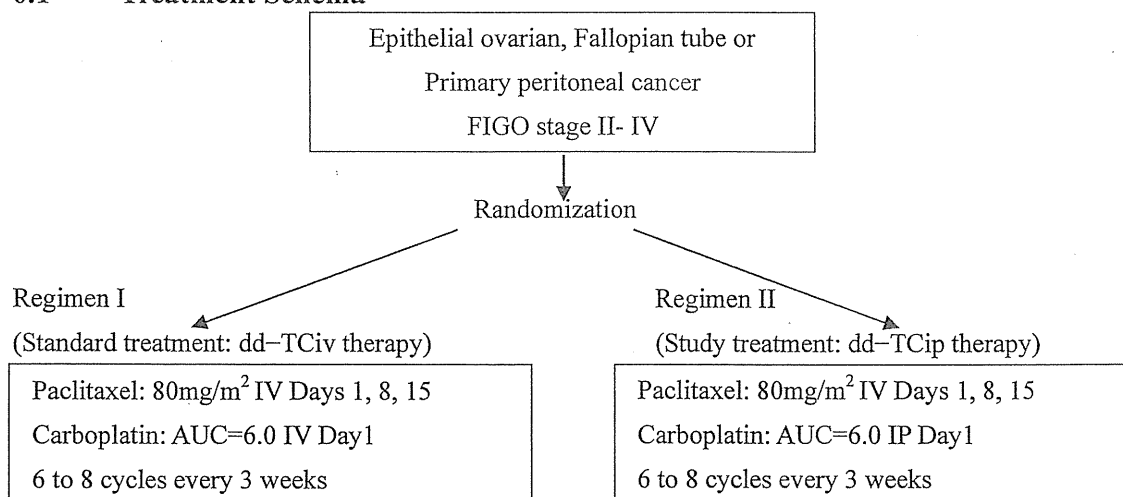 Epithelial ovarian, Fallopian tube or
Primary peritoneal cancer
FIGO stage II- IV
Randomization
Regimen I
(Standard treatment: dd−TCiv therapy)
Paclitaxel: 80mg/m² IV Days 1, 8, 15
Carboplatin: AUC=6.0 IV Day1
6 to 8 cycles every 3 weeks
Regimen II
(Study treatment: dd−TCip therapy)
Paclitaxel: 80mg/m² IV Days 1, 8, 15
Carboplatin: AUC=6.0 IP Day1
6 to 8 cycles every 3 weeks